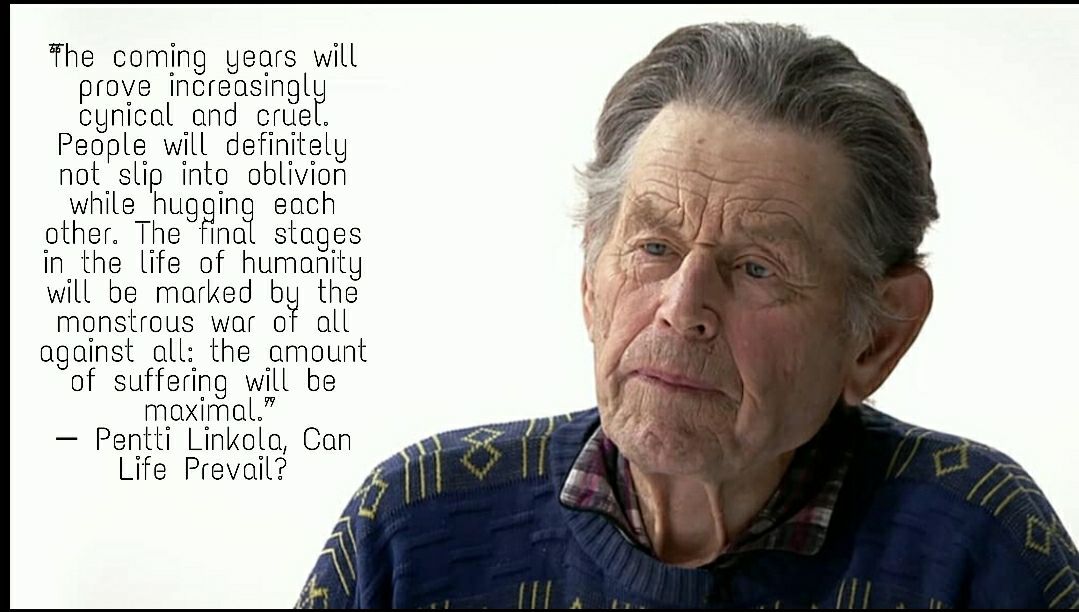 "The coming years will
prove increasingly
cynical and cruel.
People will definitely
not slip into oblivion
while hugging each
other. The final stages
in the life of humanity
will be marked by the
monstrous war of all
against all: the amount
of suffering will be
maximal."
— Pentti Linkola, Can
Life Prevail?